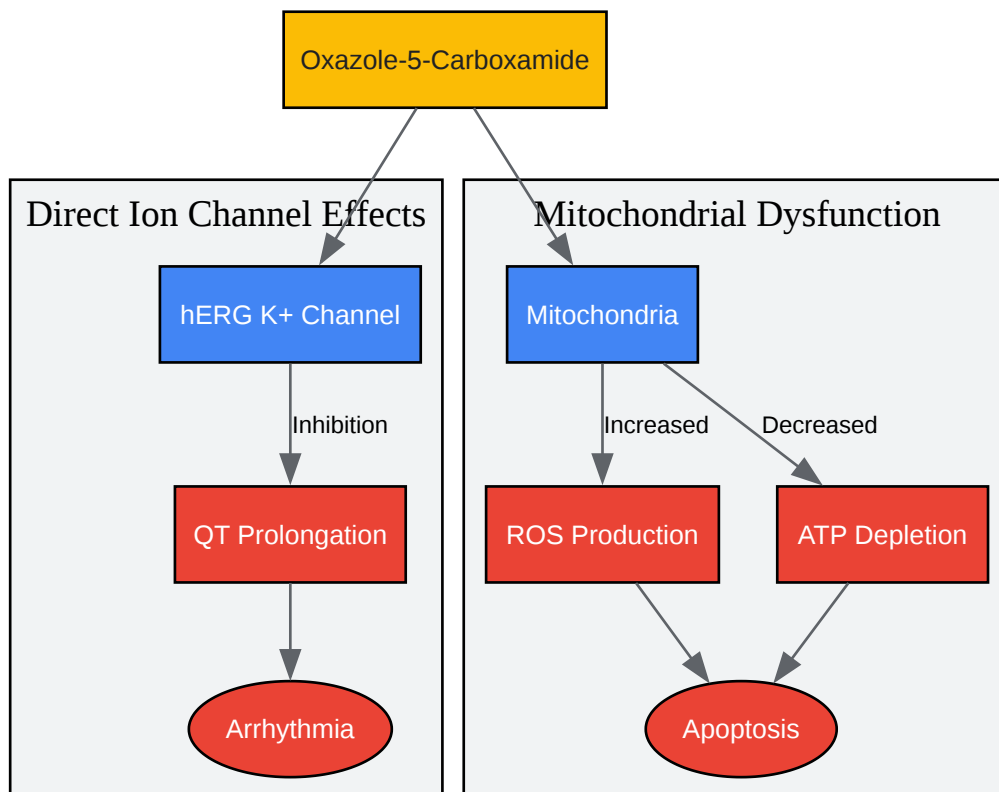 Oxazole-5-Carboxamide
Direct Ion Channel Effects
Mitochondrial Dysfunction
hERG K+ Channel
Mitochondria
Inhibition
Increased
Decreased
QT Prolongation
ROS Production
ATP Depletion
Arrhythmia
Apoptosis